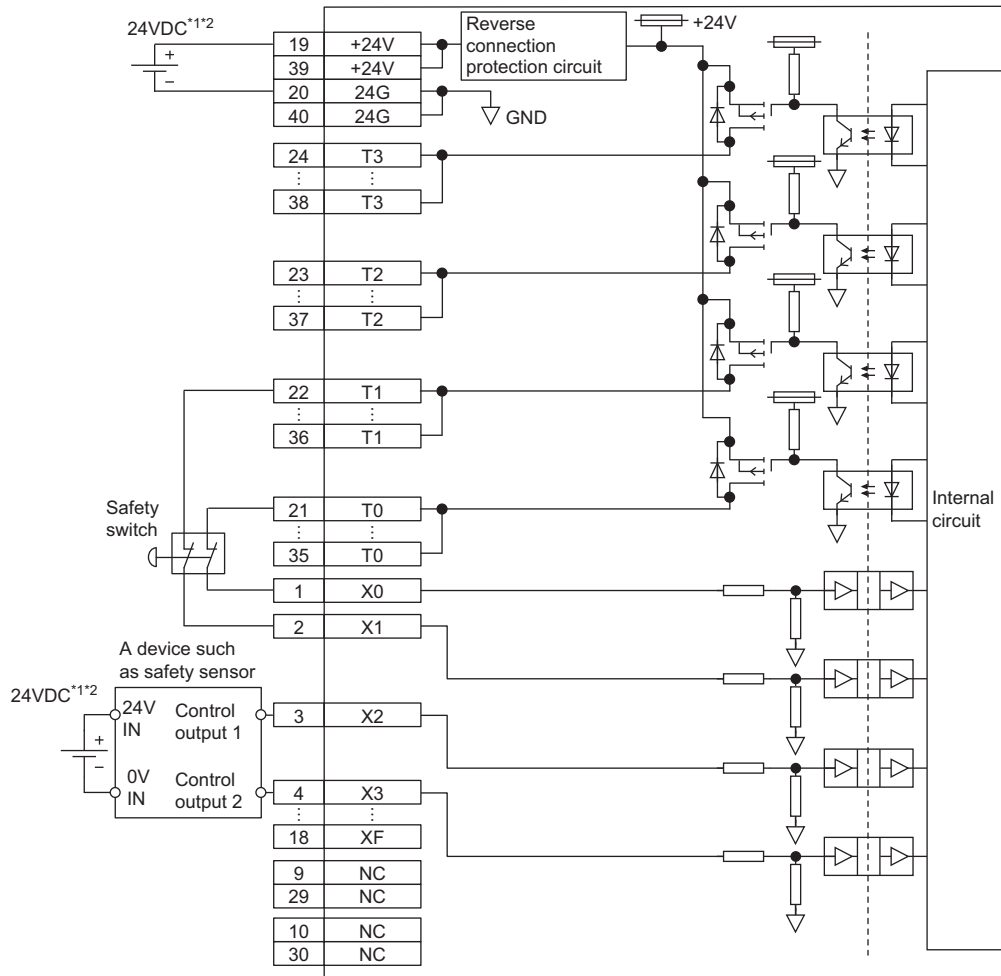 24VDC*1*2
+
−
19 +24V
39 +24V
20 24G
40 24G
Reverse
connection
protection circuit
+24V
GND
24 T3
⋮ ⋮
38 T3
23 T2
⋮ ⋮
37 T2
22 T1
⋮ ⋮
36 T1
Safety
switch
21 T0
⋮ ⋮
35 T0
1 X0
2 X1
Internal
circuit
A device such
as safety sensor
24VDC*1*2
+
−
24V
IN
Control
output 1
0V
IN
Control
output 2
3 X2
4 X3
⋮ ⋮
18 XF
9 NC
29 NC
10 NC
30 NC